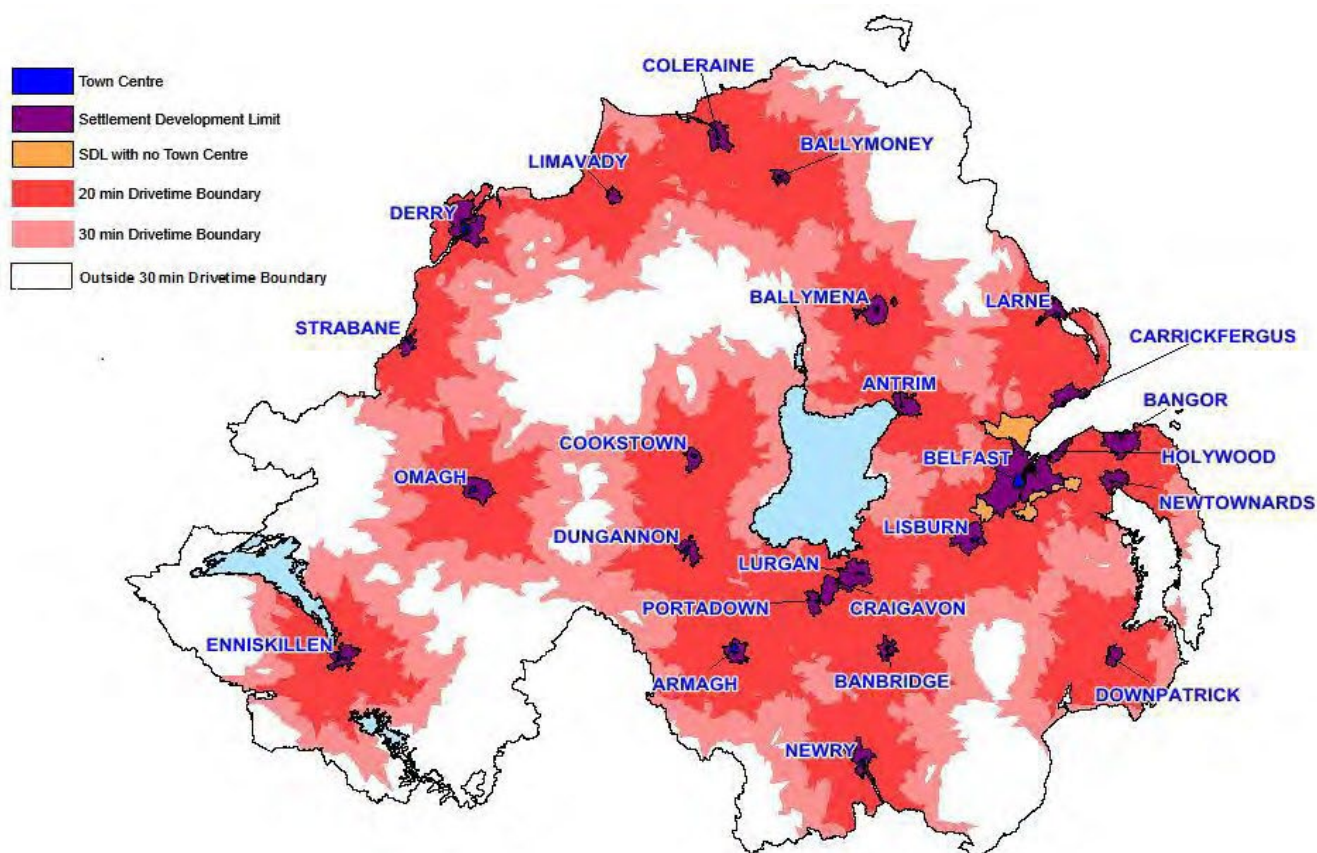 Town Centre
Settlement Development Limit
SDL with no Town Centre
20 min Drivetime Boundary
30 min Drivetime Boundary
Outside 30 min Drivetime Boundary
COLERAINE
BALLYMONEY
LIMAVADY
DERRY
BALLYMENA
LARNE
STRABANE
CARRICKFERGUS
ANTRIM
BANGOR
COOKSTOWN
BELFAST
HOLYWOOD
OMAGH
NEWTOWNARDS
LISBURN
DUNGANNON
LURGAN
PORTADOWN
CRAIGAVON
ENNISKILLEN
ARMAGH
BANBRIDGE
DOWNPATRICK
NEWRY